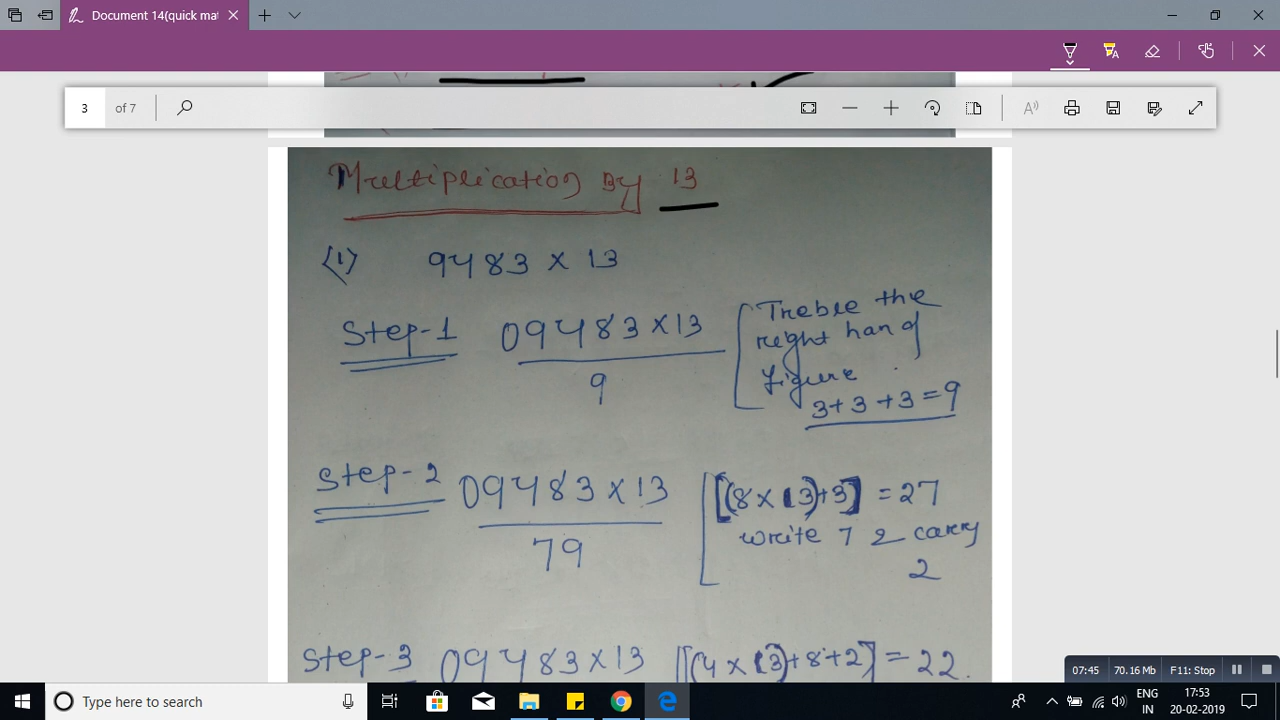 Document 14(quick ma
3 of 7
Multiplication By 13
(1) 9483 x 13
Step-1 09483 x 13
9
Treble the
right hand
figure
3+3+3=9
Step-2 09483 x 13
79
[(8 x 3)+3] = 27
write 7 2 carry
2
Step-3 09483 x 13 [(4 x (3)+8+2] = 22.
07:45 70.16 Mb F11: Stop
Type here to search
ENG
IN
17:53
20-02-2019